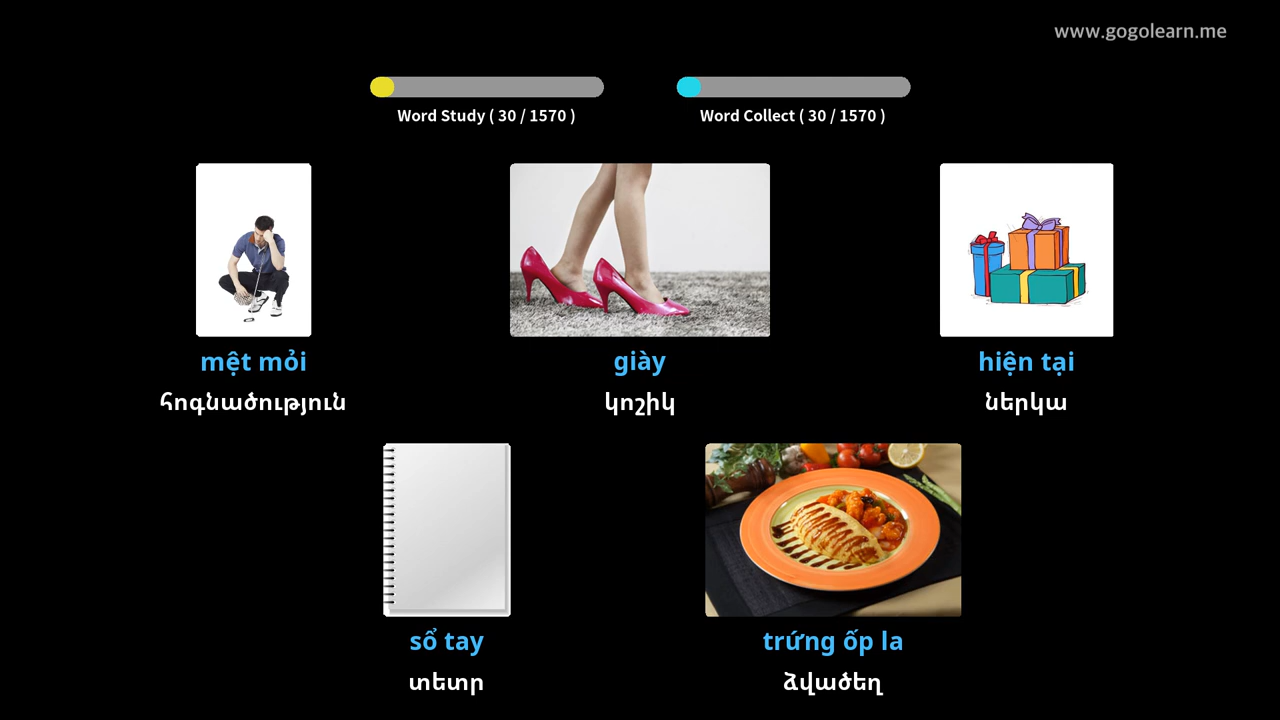 www.gogolearn.me
Word Study ( 30 / 1570 )
Word Collect ( 30 / 1570 )
mệt mỏi
հոգնածություն
giày
կոշիկ
hiện tại
ներկա
sổ tay
տետր
trứng ốp la
ձվածեղ